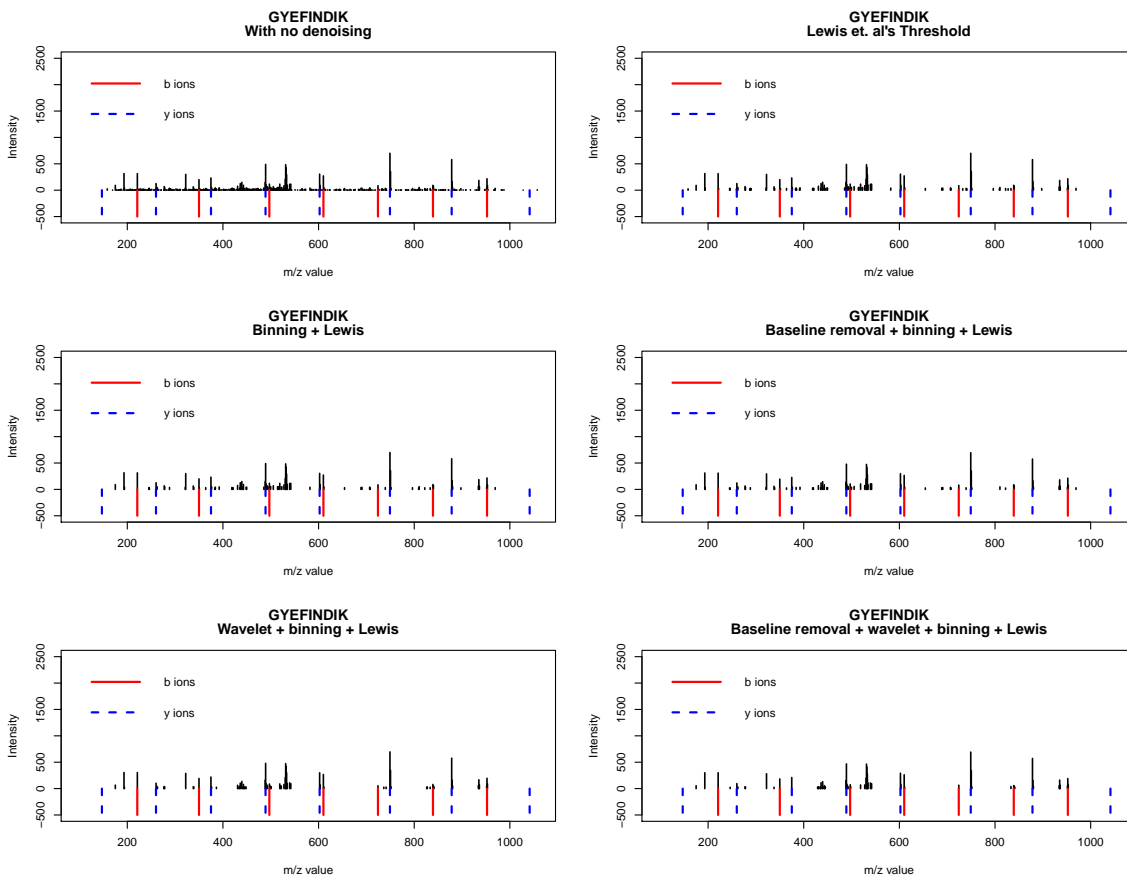 GYEFINDIK
With no denoising
Intensity
2500
1500
500
0
−500
b ions
y ions
200 400 600 800 1000
m/z value
GYEFINDIK
Lewis et. al's Threshold
Intensity
2500
1500
500
0
−500
b ions
y ions
200 400 600 800 1000
m/z value
GYEFINDIK
Binning + Lewis
Intensity
2500
1500
500
0
−500
b ions
y ions
200 400 600 800 1000
m/z value
GYEFINDIK
Baseline removal + binning + Lewis
Intensity
2500
1500
500
0
−500
b ions
y ions
200 400 600 800 1000
m/z value
GYEFINDIK
Wavelet + binning + Lewis
Intensity
2500
1500
500
0
−500
b ions
y ions
200 400 600 800 1000
m/z value
GYEFINDIK
Baseline removal + wavelet + binning + Lewis
Intensity
2500
1500
500
0
−500
b ions
y ions
200 400 600 800 1000
m/z value